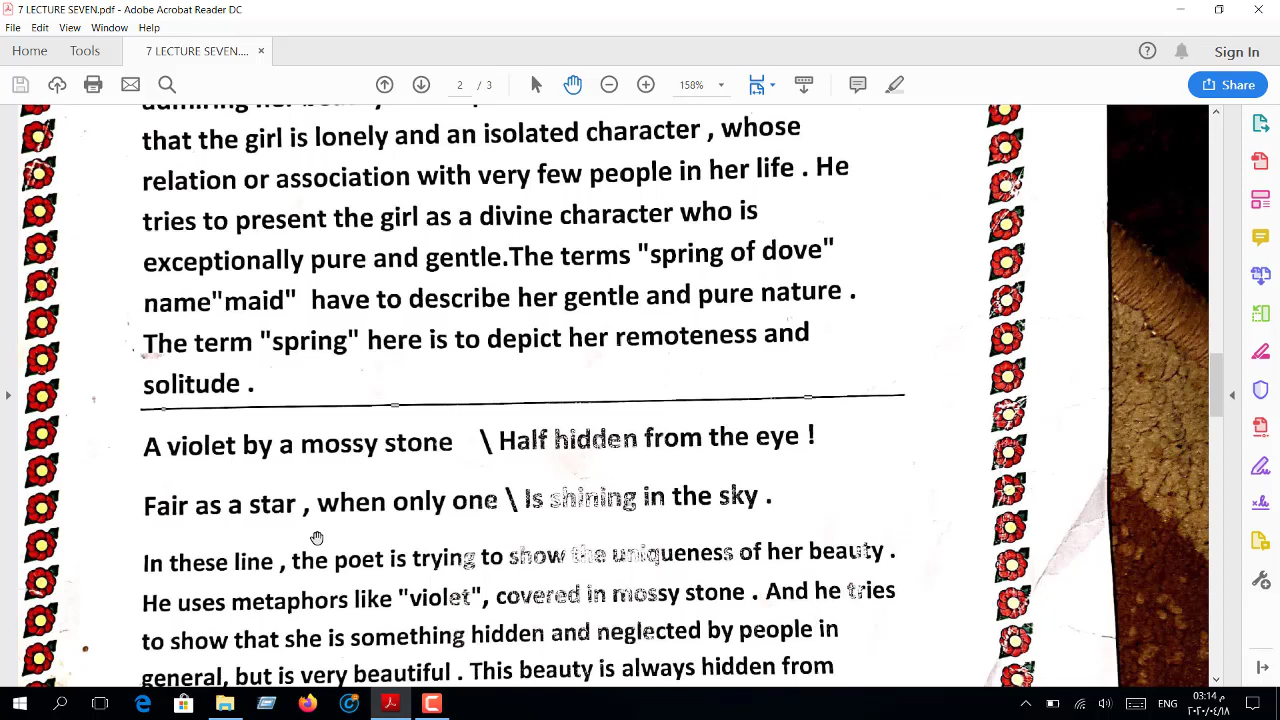 7 LECTURE SEVEN.pdf - Adobe Acrobat Reader DC
File Edit View Window Help
Home Tools 7 LECTURE SEVEN.... × Sign In
2 / 3 158% Share
that the girl is lonely and an isolated character , whose
relation or association with very few people in her life . He
tries to present the girl as a divine character who is
exceptionally pure and gentle.The terms "spring of dove"
name"maid" have to describe her gentle and pure nature .
The term "spring" here is to depict her remoteness and
solitude .
A violet by a mossy stone \ Half hidden from the eye !
Fair as a star , when only one \ Is shining in the sky .
In these line , the poet is trying to show the uniqueness of her beauty .
He uses metaphors like "violet", covered in mossy stone . And he tries
to show that she is something hidden and neglected by people in
general, but is very beautiful . This beauty is always hidden from
ENG 03:14 م
٢٠٢٠/٠٤/١٨